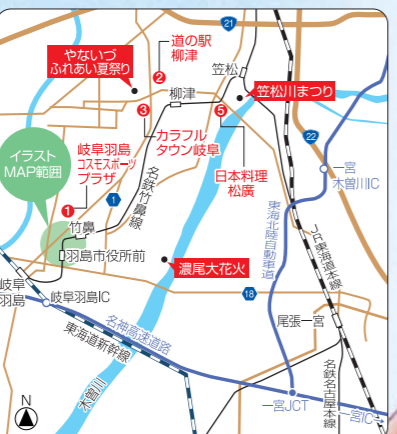 21
道の駅
柳津
やないづ
ふれあい夏祭り
2
笠松
柳津
笠松川まつり
3
5
カラフル
タウン岐阜
岐阜羽島
コスモスポーツ
プラザ
イラスト
MAP範囲
日本料理
松廣
22
一宮
木曽川IC
名鉄竹鼻線
1
1
竹鼻
羽島市役所前
東海北陸自動車道
JR東海道本線
濃尾大花火
18
岐阜
羽島
岐阜羽島IC
名神高速道路
東海道新幹線
尾張一宮
名鉄名古屋本線
木曽川
一宮JCT
一宮IC
N